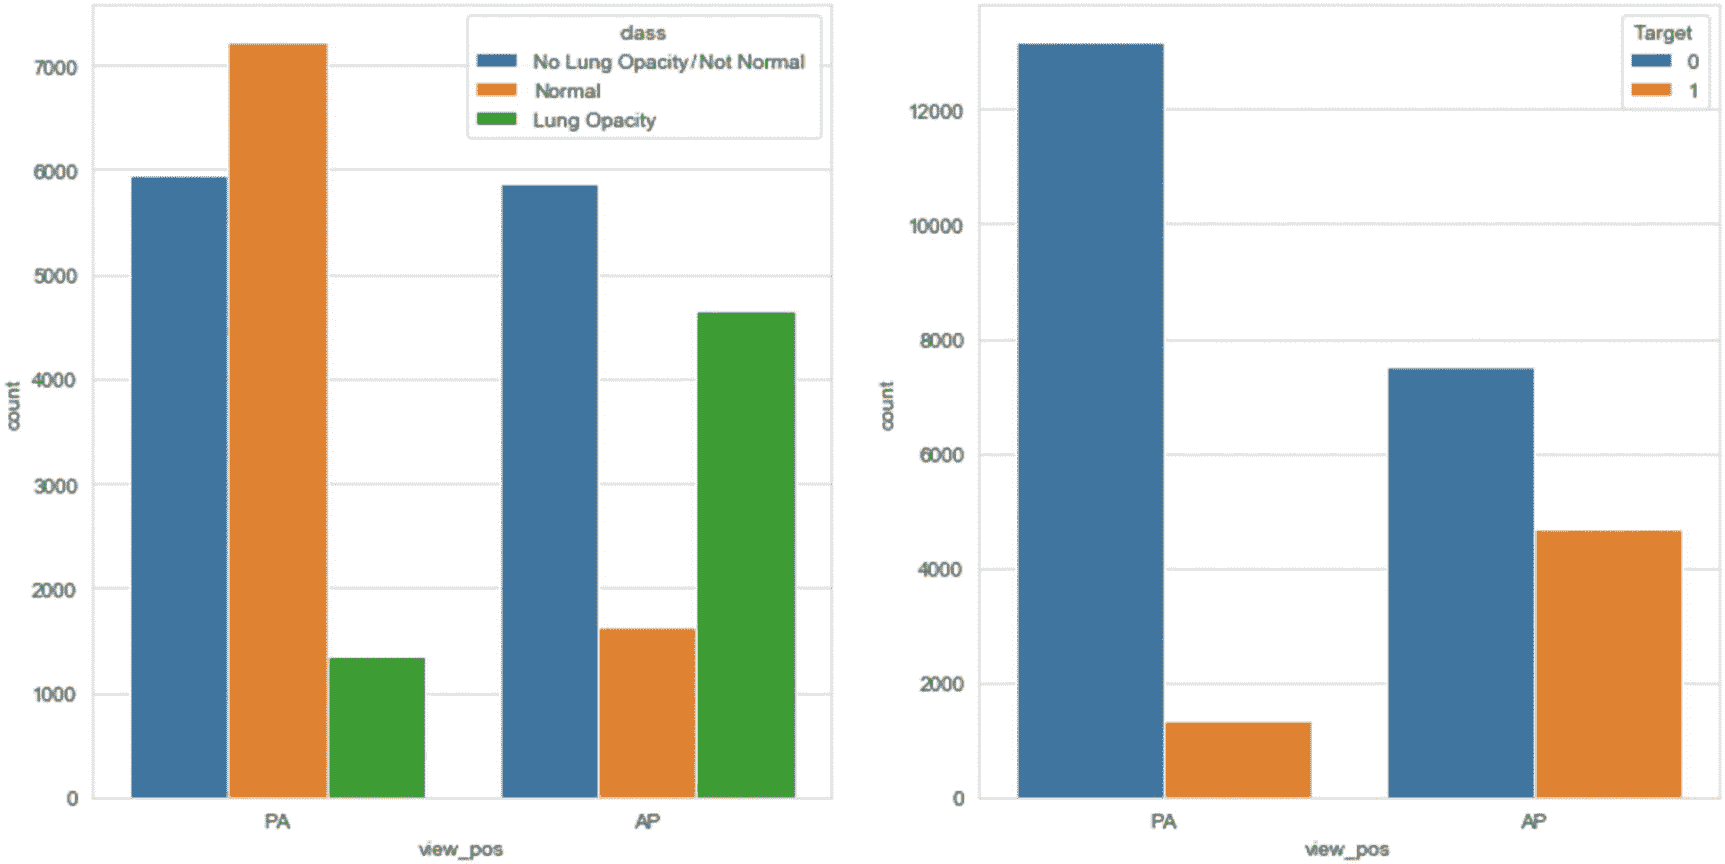 class
No Lung Opacity/Not Normal
Normal
Lung Opacity
7000
6000
5000
4000
3000
2000
1000
0
count
PA
AP
view_pos
Target
0
1
12000
10000
8000
6000
4000
2000
0
count
PA
AP
view_pos